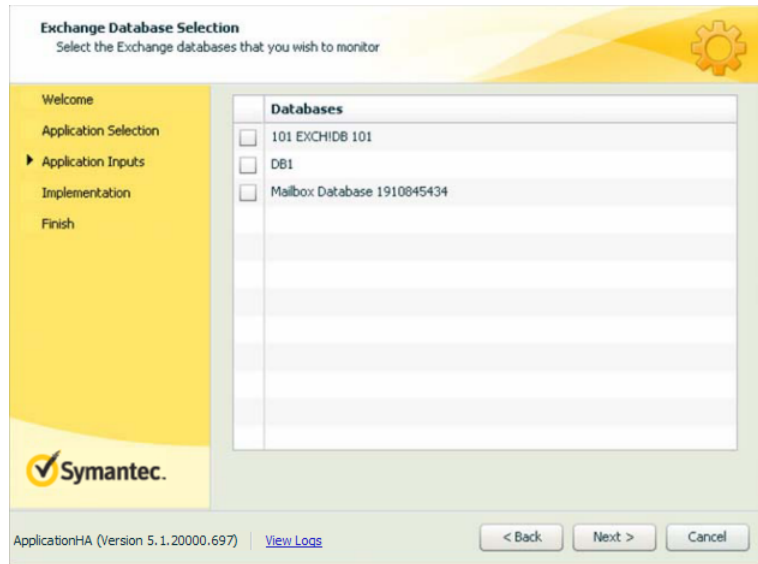 Exchange Database Selection
Select the Exchange databases that you wish to monitor
Welcome
Application Selection
Application Inputs
Implementation
Finish
Databases
101 EXCH!DB 101
DB1
Mailbox Database 1910845434
Symantec.
ApplicationHA (Version 5.1.20000.697)
View Logs
< Back
Next >
Cancel